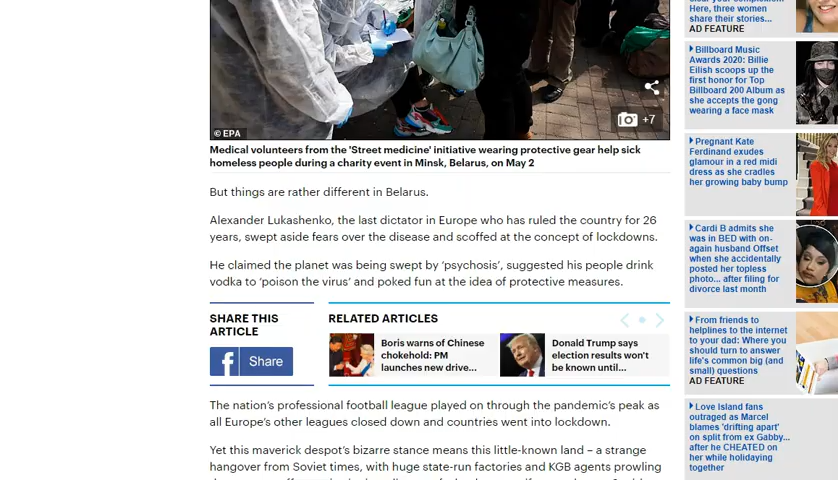 clear your complexion?
Here, three women
share their stories...
AD FEATURE
Billboard Music
Awards 2020: Billie
Eilish scoops up the
first honor for Top
Billboard 200 Album as
she accepts the gong
wearing a face mask
© EPA
+7
Medical volunteers from the 'Street medicine' initiative wearing protective gear help sick
homeless people during a charity event in Minsk, Belarus, on May 2
Pregnant Kate
Ferdinand exudes
glamour in a red midi
dress as she cradles
her growing baby bump
But things are rather different in Belarus.
Alexander Lukashenko, the last dictator in Europe who has ruled the country for 26
years, swept aside fears over the disease and scoffed at the concept of lockdowns.
He claimed the planet was being swept by 'psychosis', suggested his people drink
vodka to 'poison the virus' and poked fun at the idea of protective measures.
Cardi B admits she
was in BED with on-
again husband Offset
when she accidentally
posted her topless
photo... after filing for
divorce last month
SHARE THIS
ARTICLE
Share
RELATED ARTICLES
Boris warns of Chinese
chokehold: PM
launches new drive...
Donald Trump says
election results won't
be known until...
From friends to
helplines to the internet
to your dad: Where you
should turn to answer
life's common big (and
small) questions
AD FEATURE
The nation's professional football league played on through the pandemic's peak as
all Europe's other leagues closed down and countries went into lockdown.
Yet this maverick despot's bizarre stance means this little-known land – a strange
hangover from Soviet times, with huge state-run factories and KGB agents prowling
Love Island fans
outraged as Marcel
blames 'drifting apart'
on split from ex Gabby...
after he CHEATED on
her while holidaying
together